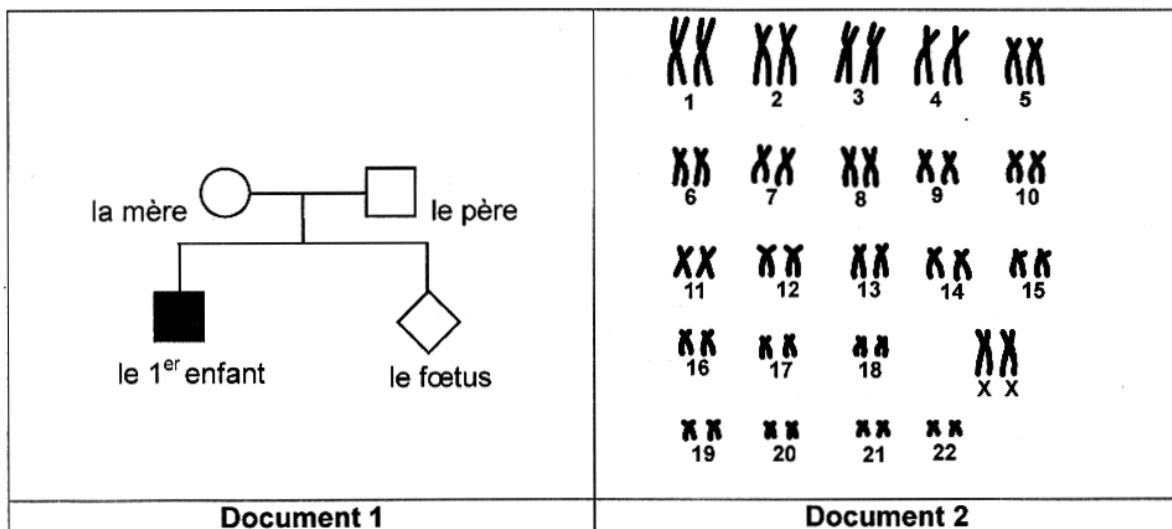 la mère
le père
le 1er enfant
le fœtus
Document 1
1 2 3 4 5
6 7 8 9 10
11 12 13 14 15
16 17 18 X X
19 20 21 22
Document 2